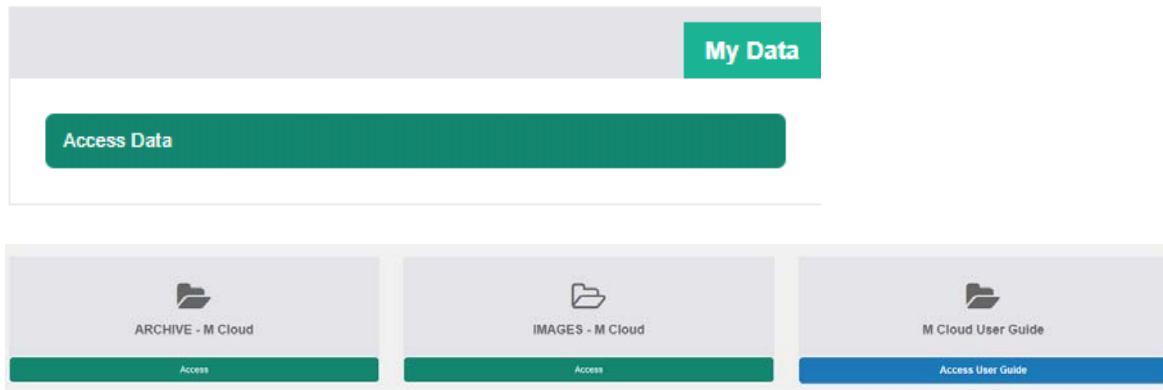 My Data
Access Data
ARCHIVE - M Cloud
IMAGES - M Cloud
M Cloud User Guide
Access
Access
Access User Guide